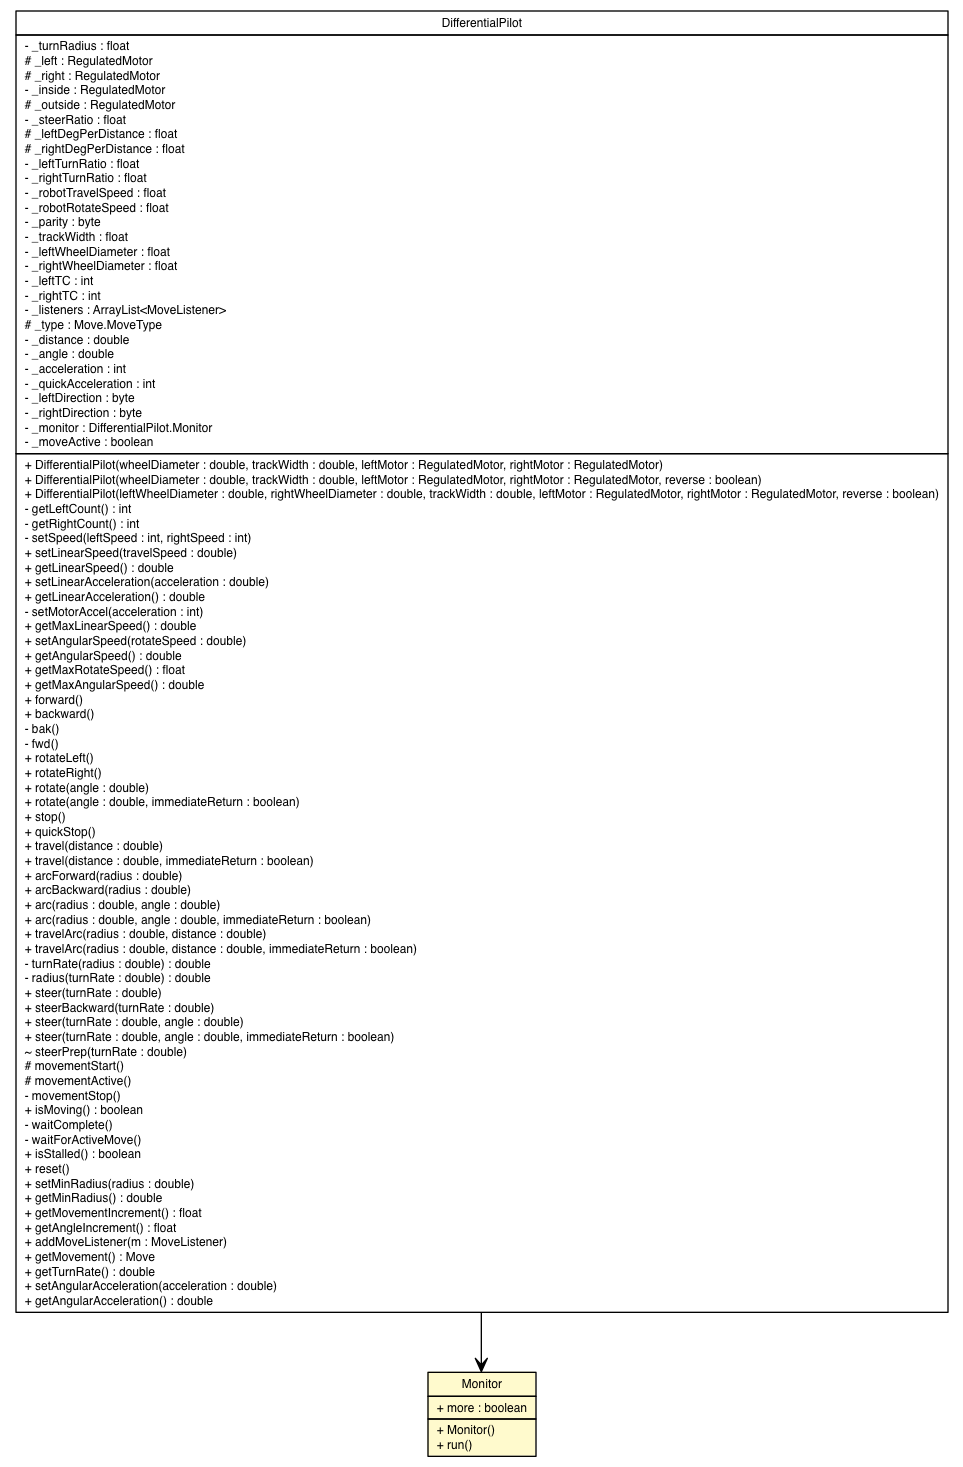 DifferentialPilot
- _turnRadius : float
# _left : RegulatedMotor
# _right : RegulatedMotor
- _inside : RegulatedMotor
# _outside : RegulatedMotor
- _steerRatio : float
# _leftDegPerDistance : float
# _rightDegPerDistance : float
- _leftTurnRatio : float
- _rightTurnRatio : float
- _robotTravelSpeed : float
- _robotRotateSpeed : float
- _parity : byte
- _trackWidth : float
- _leftWheelDiameter : float
- _rightWheelDiameter : float
- _leftTC : int
- _rightTC : int
- _listeners : ArrayList<MoveListener>
# _type : Move.MoveType
- _distance : double
- _angle : double
- _acceleration : int
- _quickAcceleration : int
- _leftDirection : byte
- _rightDirection : byte
- _monitor : DifferentialPilot.Monitor
- _moveActive : boolean
+ DifferentialPilot(wheelDiameter : double, trackWidth : double, leftMotor : RegulatedMotor, rightMotor : RegulatedMotor)
+ DifferentialPilot(wheelDiameter : double, trackWidth : double, leftMotor : RegulatedMotor, rightMotor : RegulatedMotor, reverse : boolean)
+ DifferentialPilot(leftWheelDiameter : double, rightWheelDiameter : double, trackWidth : double, leftMotor : RegulatedMotor, rightMotor : RegulatedMotor, reverse : boolean)
- getLeftCount() : int
- getRightCount() : int
- setSpeed(leftSpeed : int, rightSpeed : int)
+ setLinearSpeed(travelSpeed : double)
+ getLinearSpeed() : double
+ setLinearAcceleration(acceleration : double)
+ getLinearAcceleration() : double
- setMotorAccel(acceleration : int)
+ getMaxLinearSpeed() : double
+ setAngularSpeed(rotateSpeed : double)
+ getAngularSpeed() : double
+ getMaxRotateSpeed() : float
+ getMaxAngularSpeed() : double
+ forward()
+ backward()
- bak()
- fwd()
+ rotateLeft()
+ rotateRight()
+ rotate(angle : double)
+ rotate(angle : double, immediateReturn : boolean)
+ stop()
+ quickStop()
+ travel(distance : double)
+ travel(distance : double, immediateReturn : boolean)
+ arcForward(radius : double)
+ arcBackward(radius : double)
+ arc(radius : double, angle : double)
+ arc(radius : double, angle : double, immediateReturn : boolean)
+ travelArc(radius : double, distance : double)
+ travelArc(radius : double, distance : double, immediateReturn : boolean)
- turnRate(radius : double) : double
- radius(turnRate : double) : double
+ steer(turnRate : double)
+ steerBackward(turnRate : double)
+ steer(turnRate : double, angle : double)
+ steer(turnRate : double, angle : double, immediateReturn : boolean)
~ steerPrep(turnRate : double)
# movementStart()
# movementActive()
- movementStop()
+ isMoving() : boolean
- waitComplete()
- waitForActiveMove()
+ isStalled() : boolean
+ reset()
+ setMinRadius(radius : double)
+ getMinRadius() : double
+ getMovementIncrement() : float
+ getAngleIncrement() : float
+ addMoveListener(m : MoveListener)
+ getMovement() : Move
+ getTurnRate() : double
+ setAngularAcceleration(acceleration : double)
+ getAngularAcceleration() : double
Monitor
+ more : boolean
+ Monitor()
+ run()